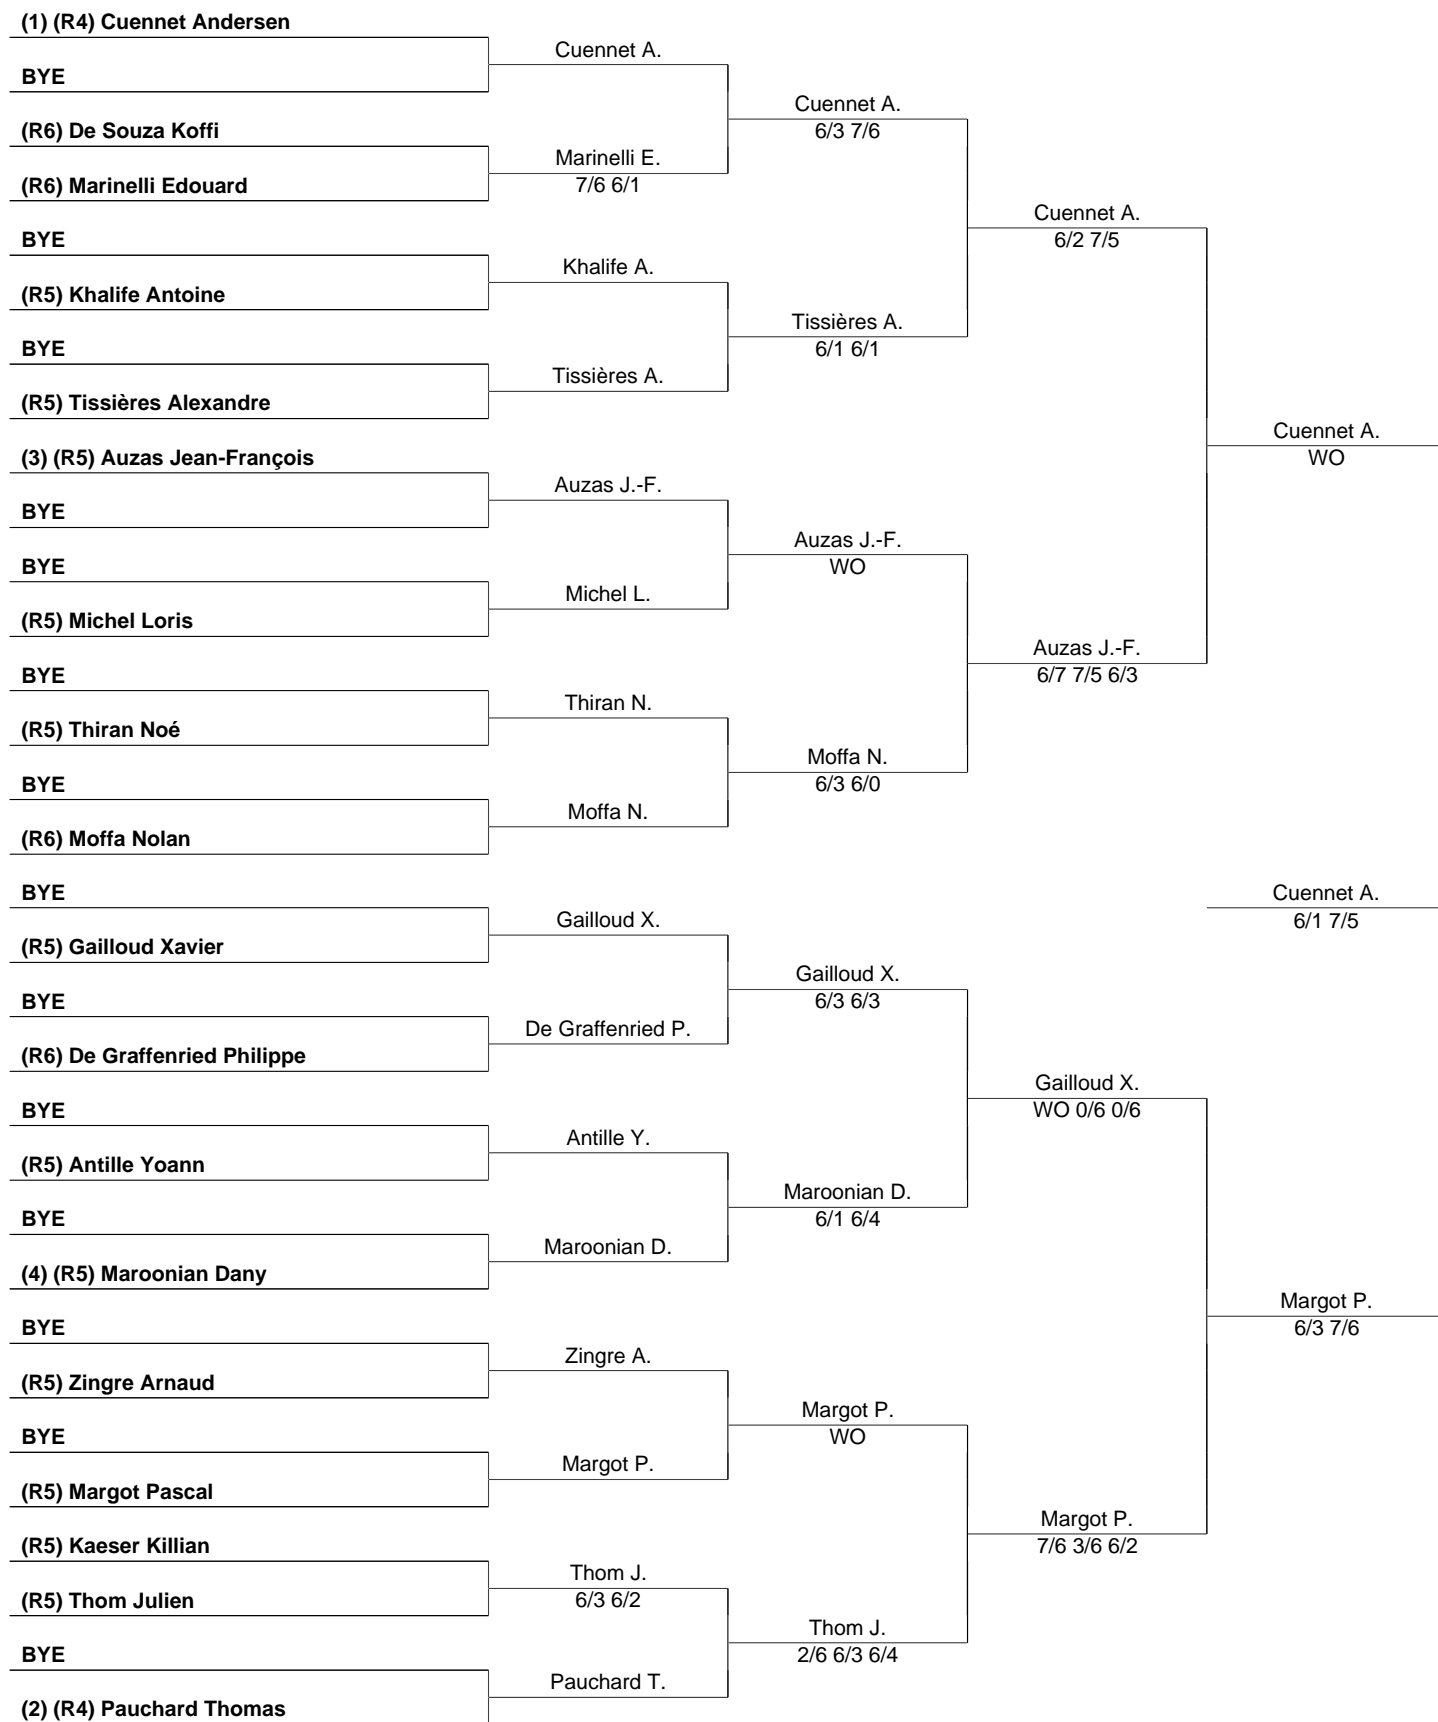 (1) (R4) Cuennet Andersen
BYE
(R6) De Souza Koffi
(R6) Marinelli Edouard
BYE
(R5) Khalife Antoine
BYE
(R5) Tissières Alexandre
(3) (R5) Auzas Jean-François
BYE
BYE
(R5) Michel Loris
BYE
(R5) Thiran Noé
BYE
(R6) Moffa Nolan
BYE
(R5) Gailloud Xavier
BYE
(R6) De Graffenried Philippe
BYE
(R5) Antille Yoann
BYE
(4) (R5) Maroonian Dany
BYE
(R5) Zingre Arnaud
BYE
(R5) Margot Pascal
(R5) Kaeser Killian
(R5) Thom Julien
BYE
(2) (R4) Pauchard Thomas
Cuennet A.
Marinelli E.
7/6 6/1
Khalife A.
Tissières A.
Auzas J.-F.
Michel L.
Thiran N.
Moffa N.
Gailloud X.
De Graffenried P.
Antille Y.
Maroonian D.
Zingre A.
Margot P.
Thom J.
6/3 6/2
Pauchard T.
Cuennet A.
6/3 7/6
Tissières A.
6/1 6/1
Auzas J.-F.
WO
Moffa N.
6/3 6/0
Gailloud X.
6/3 6/3
Maroonian D.
6/1 6/4
Margot P.
WO
Thom J.
2/6 6/3 6/4
Cuennet A.
6/2 7/5
Auzas J.-F.
6/7 7/5 6/3
Gailloud X.
WO 0/6 0/6
Margot P.
7/6 3/6 6/2
Cuennet A.
WO
Cuennet A.
6/1 7/5
Margot P.
6/3 7/6